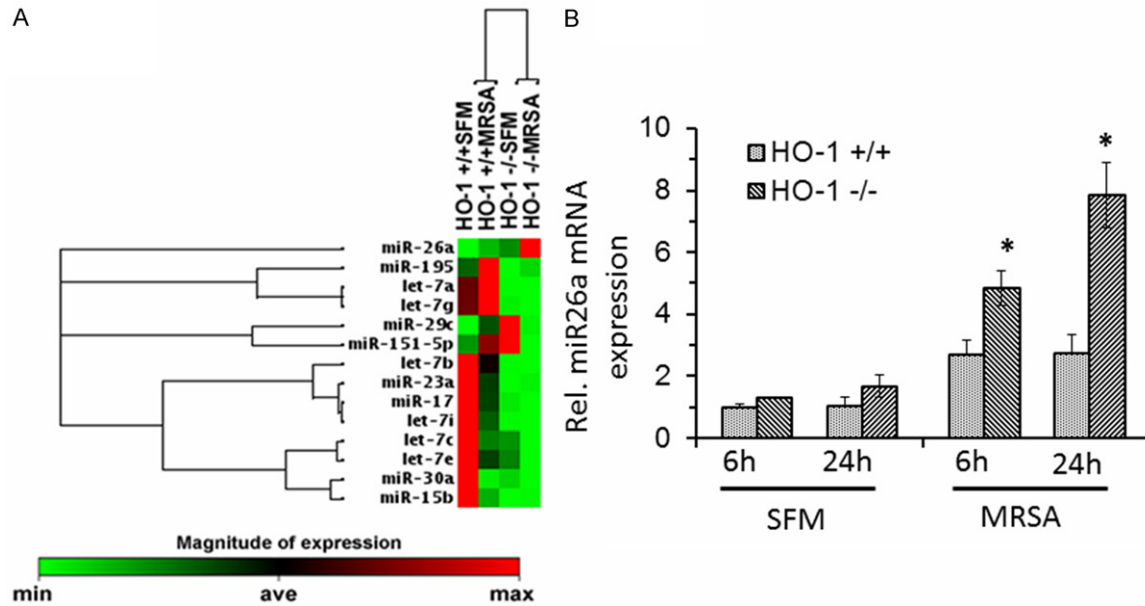 A
HO-1 +/+SFM
HO-1 +/+MRSA
HO-1 -/-SFM
HO-1 -/-MRSA
miR-26a
miR-195
let-7a
let-7g
miR-29c
miR-151-5p
let-7b
miR-23a
miR-17
let-7i
let-7c
let-7e
miR-30a
miR-15b
Magnitude of expression
min ave max
B
Rel. miR26a mRNA
expression
10
8
6
4
2
0
HO-1 +/+
HO-1 -/-
*
*
6h 24h 6h 24h
SFM MRSA